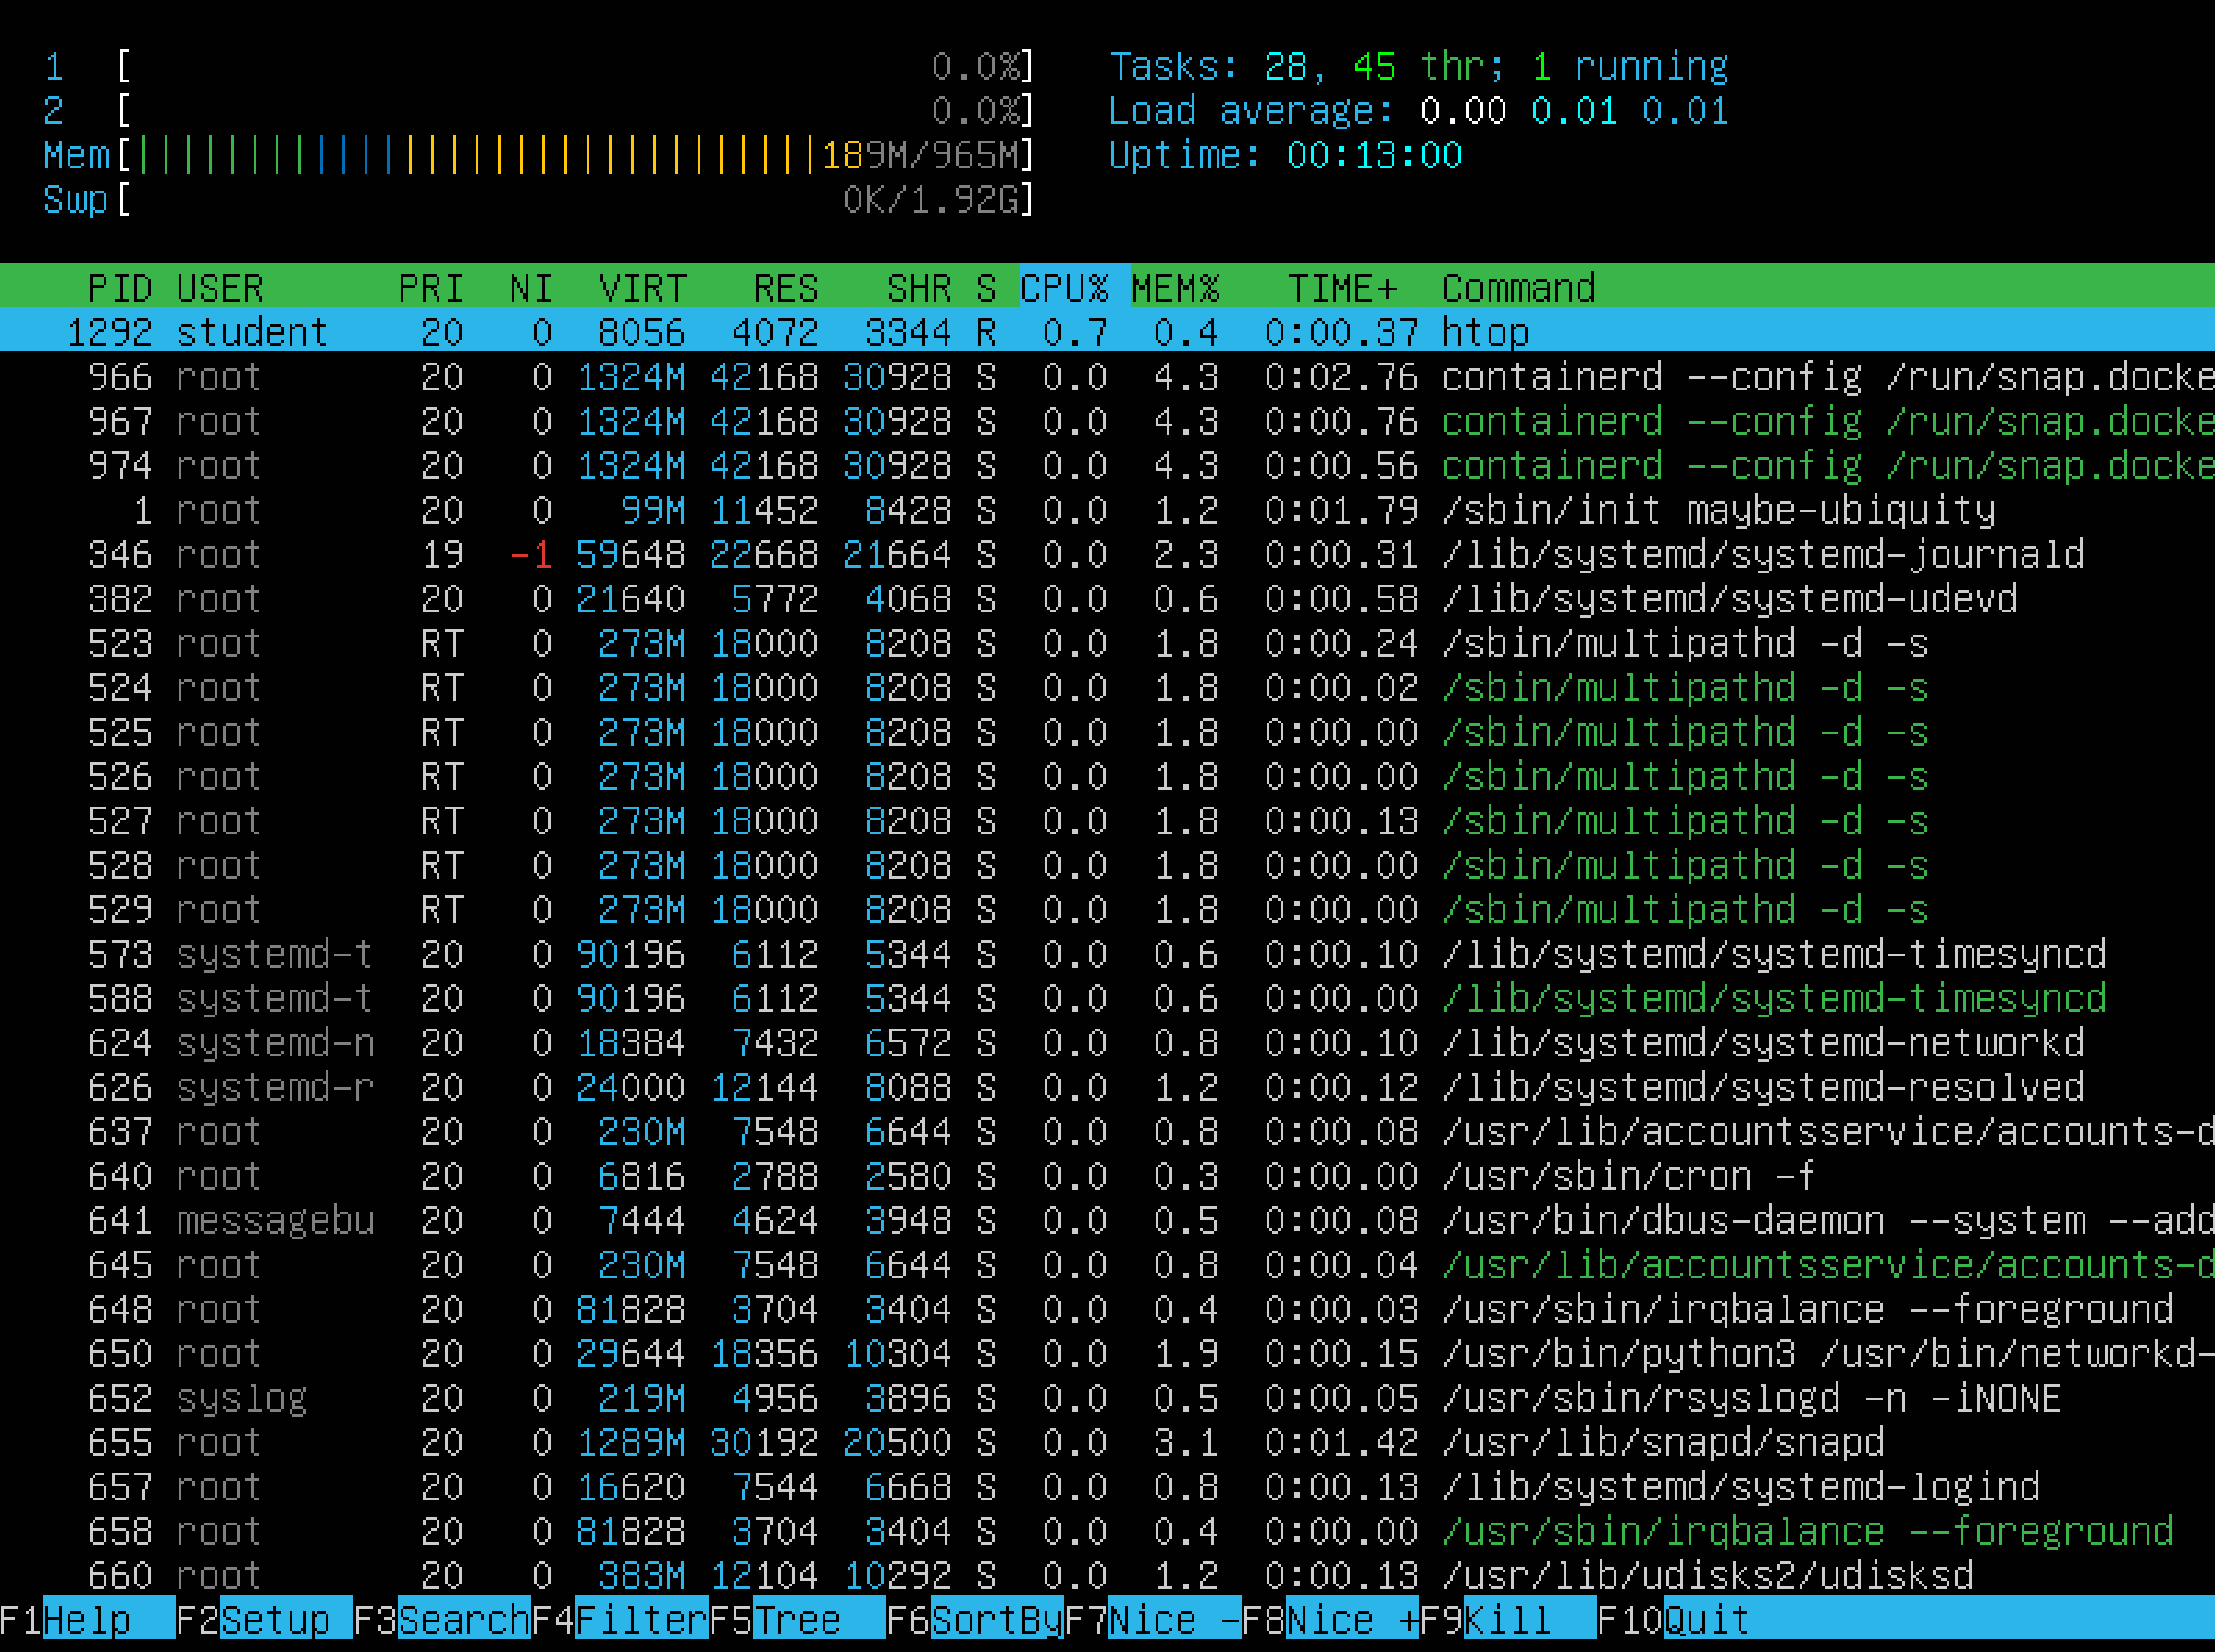 1 [ 0.0%] Tasks: 28, 45 thr; 1 running
2 [ 0.0%] Load average: 0.00 0.01 0.01
Mem[|||||||||||||||||||||||||||||||189M/965M] Uptime: 00:13:00
Swp[ 0K/1.92G]
PID USER PRI NI VIRT RES SHR S CPU% MEM% TIME+ Command
1292 student 20 0 8056 4072 3344 R 0.7 0.4 0:00.37 htop
966 root 20 0 1324M 42168 30928 S 0.0 4.3 0:02.76 containerd --config /run/snap.docke
967 root 20 0 1324M 42168 30928 S 0.0 4.3 0:00.76 containerd --config /run/snap.docke
974 root 20 0 1324M 42168 30928 S 0.0 4.3 0:00.56 containerd --config /run/snap.docke
1 root 20 0 99M 11452 8428 S 0.0 1.2 0:01.79 /sbin/init maybe-ubiquity
346 root 19 -1 59648 22668 21664 S 0.0 2.3 0:00.31 /lib/systemd/systemd-journald
382 root 20 0 21640 5772 4068 S 0.0 0.6 0:00.58 /lib/systemd/systemd-udevd
523 root RT 0 273M 18000 8208 S 0.0 1.8 0:00.24 /sbin/multipathd -d -s
524 root RT 0 273M 18000 8208 S 0.0 1.8 0:00.02 /sbin/multipathd -d -s
525 root RT 0 273M 18000 8208 S 0.0 1.8 0:00.00 /sbin/multipathd -d -s
526 root RT 0 273M 18000 8208 S 0.0 1.8 0:00.00 /sbin/multipathd -d -s
527 root RT 0 273M 18000 8208 S 0.0 1.8 0:00.13 /sbin/multipathd -d -s
528 root RT 0 273M 18000 8208 S 0.0 1.8 0:00.00 /sbin/multipathd -d -s
529 root RT 0 273M 18000 8208 S 0.0 1.8 0:00.00 /sbin/multipathd -d -s
573 systemd-t 20 0 90196 6112 5344 S 0.0 0.6 0:00.10 /lib/systemd/systemd-timesyncd
588 systemd-t 20 0 90196 6112 5344 S 0.0 0.6 0:00.00 /lib/systemd/systemd-timesyncd
624 systemd-n 20 0 18384 7432 6572 S 0.0 0.8 0:00.10 /lib/systemd/systemd-networkd
626 systemd-r 20 0 24000 12144 8088 S 0.0 1.2 0:00.12 /lib/systemd/systemd-resolved
637 root 20 0 230M 7548 6644 S 0.0 0.8 0:00.08 /usr/lib/accountsservice/accounts-d
640 root 20 0 6816 2788 2580 S 0.0 0.3 0:00.00 /usr/sbin/cron -f
641 messagebu 20 0 7444 4624 3948 S 0.0 0.5 0:00.08 /usr/bin/dbus-daemon --system --add
645 root 20 0 230M 7548 6644 S 0.0 0.8 0:00.04 /usr/lib/accountsservice/accounts-d
648 root 20 0 81828 3704 3404 S 0.0 0.4 0:00.03 /usr/sbin/irqbalance --foreground
650 root 20 0 29644 18356 10304 S 0.0 1.9 0:00.15 /usr/bin/python3 /usr/bin/networkd-
652 syslog 20 0 219M 4956 3896 S 0.0 0.5 0:00.05 /usr/sbin/rsyslogd -n -iNONE
655 root 20 0 1289M 30192 20500 S 0.0 3.1 0:01.42 /usr/lib/snapd/snapd
657 root 20 0 16620 7544 6668 S 0.0 0.8 0:00.13 /lib/systemd/systemd-logind
658 root 20 0 81828 3704 3404 S 0.0 0.4 0:00.00 /usr/sbin/irqbalance --foreground
660 root 20 0 383M 12104 10292 S 0.0 1.2 0:00.13 /usr/lib/udisks2/udisksd
F1Help F2Setup F3SearchF4FilterF5Tree F6SortByF7Nice -F8Nice +F9Kill F10Quit